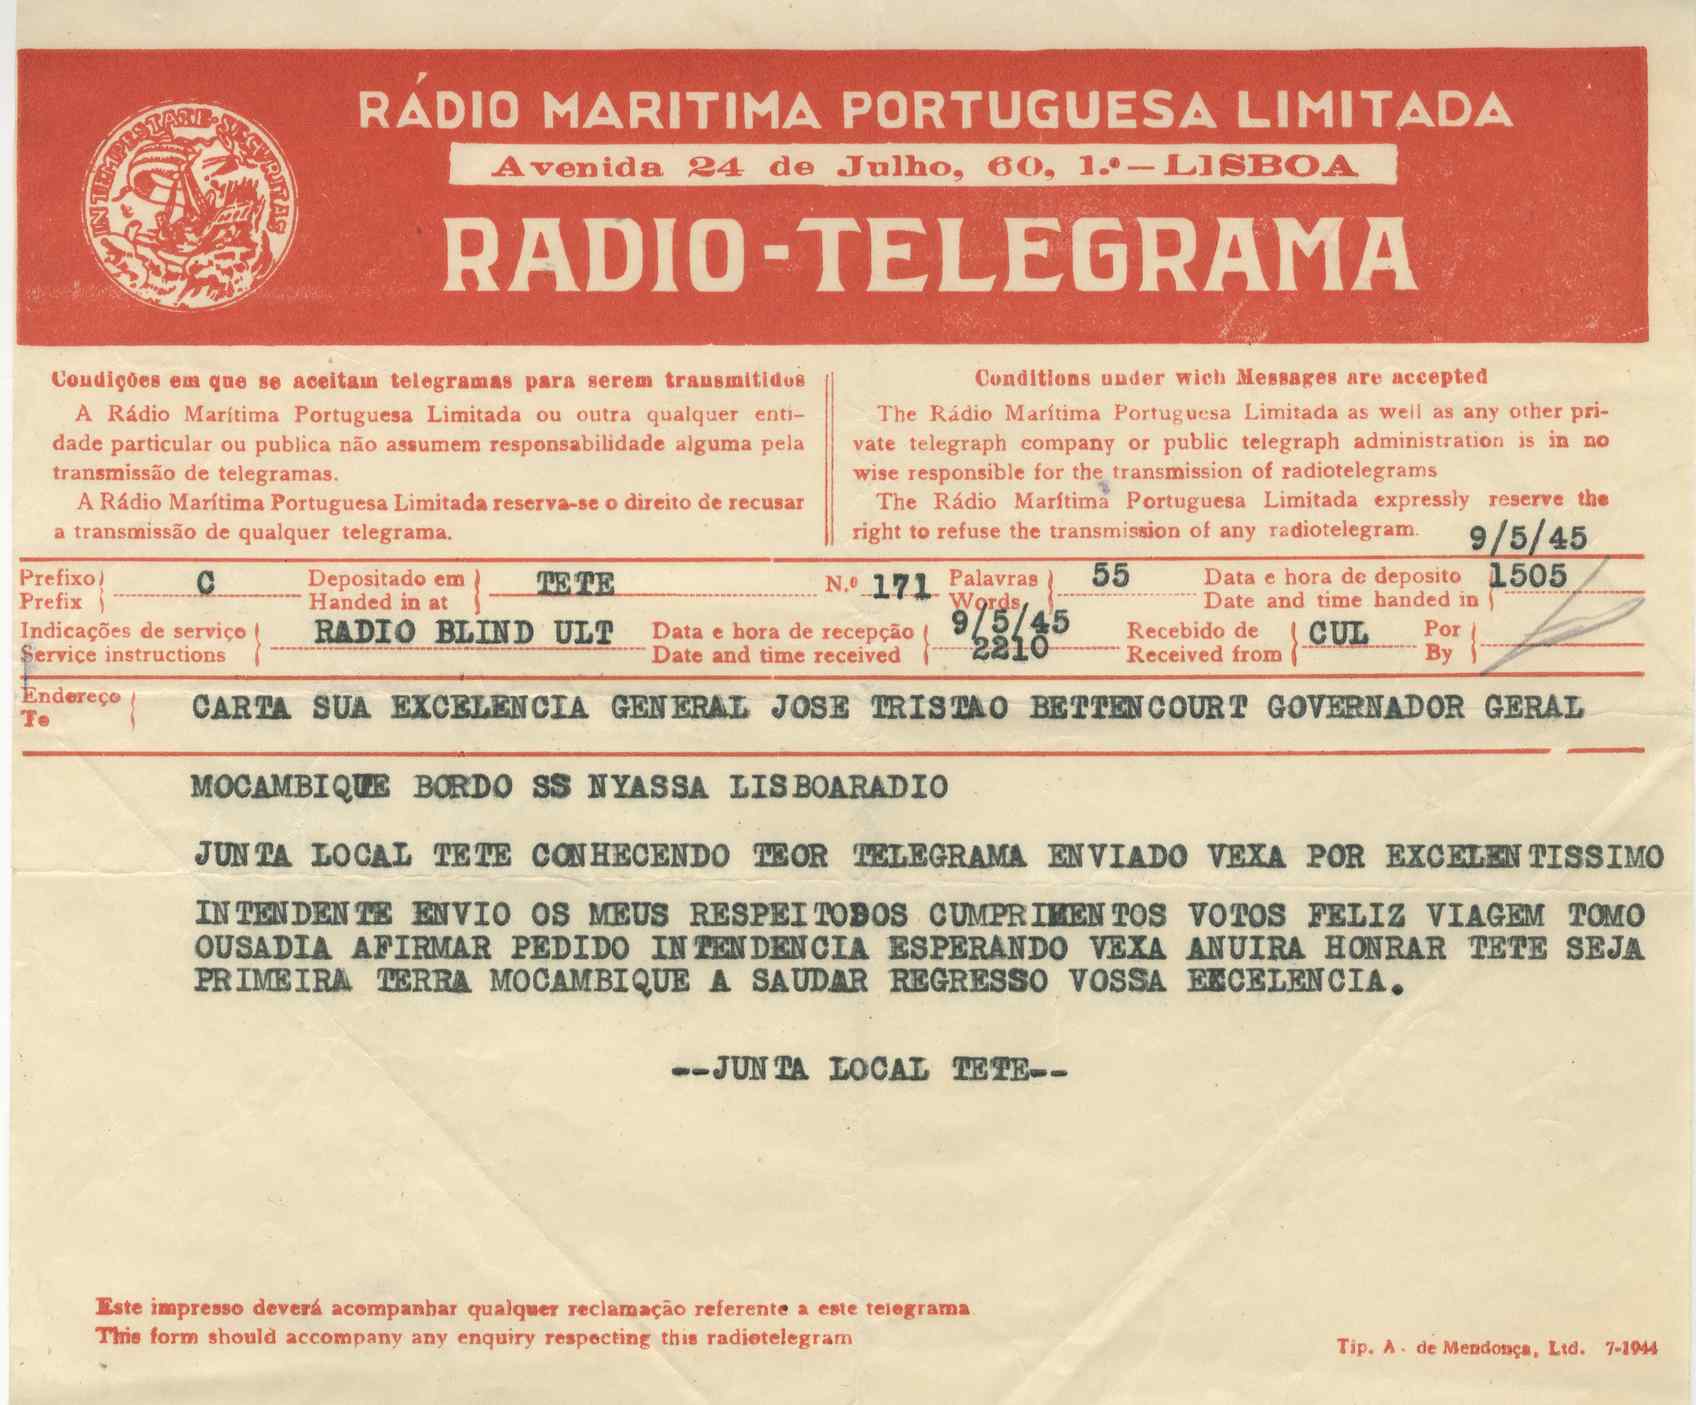 IN TEMPESTATE SECURITAS
RÁDIO MARITIMA PORTUGUESA LIMITADA
Avenida 24 de Julho, 60, 1.º — LISBOA
RADIO-TELEGRAMA
Condições em que se aceitam telegramas para serem transmitidos
A Rádio Marítima Portuguesa Limitada ou outra qualquer enti-
dade particular ou publica não assumem responsabilidade alguma pela
transmissão de telegramas.
A Rádio Marítima Portuguesa Limitada reserva-se o direito de recusar
a transmissão de qualquer telegrama.
Conditions under wich Messages are accepted
The Rádio Marítima Portuguesa Limitada as well as any other pri-
vate telegraph company or public telegraph administration is in no
wise responsible for the transmission of radiotelegrams
The Rádio Marítima Portuguesa Limitada expressly reserve the
right to refuse the transmission of any radiotelegram.
9/5/45
Prefixo C Depositado em TETE N.º 171 Palavras 55 Data e hora de deposito 1505
Prefix Handed in at Words Date and time handed in
Indicações de serviço RADIO BLIND ULT Data e hora de recepção 9/5/45 Recebido de CUL Por
Service instructions Date and time received 2210 Received from By
Endereço
To
CARTA SUA EXCELENCIA GENERAL JOSE TRISTAO BETTENCOURT GOVERNADOR GERAL
MOCAMBIQUE BORDO SS NYASSA LISBOARADIO
JUNTA LOCAL TETE CONHECENDO TEOR TELEGRAMA ENVIADO VEXA POR EXCELENTISSIMO
INTENDENTE ENVIO OS MEUS RESPEITOSOS CUMPRIMENTOS VOTOS FELIZ VIAGEM TOMO
OUSADIA AFIRMAR PEDIDO INTENDENCIA ESPERANDO VEXA ANUIRA HONRAR TETE SEJA
PRIMEIRA TERRA MOCAMBIQUE A SAUDAR REGRESSO VOSSA EXCELENCIA.
--JUNTA LOCAL TETE--
Este impresso deverá acompanhar qualquer reclamação referente a este telegrama
This form should accompany any enquiry respecting this radiotelegram
Tip. A. de Mendonça, Ltd. 7-1944